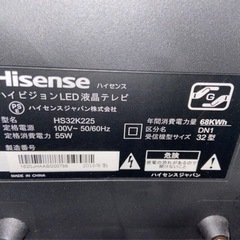 Hisense
ハイビジョンLED液晶テレビ
PS
E
ハイセンス
ハイセンスジャパン株式会社
G
型名 HS32K225
定格電源 100V~ 50/60Hz
定格電力 55W
製造番号
年間消費電力量 68KWh
区分名 DN1
受信機型サイズ 32 型
危険
MADE IN CHINA
ハイセンスジャパン